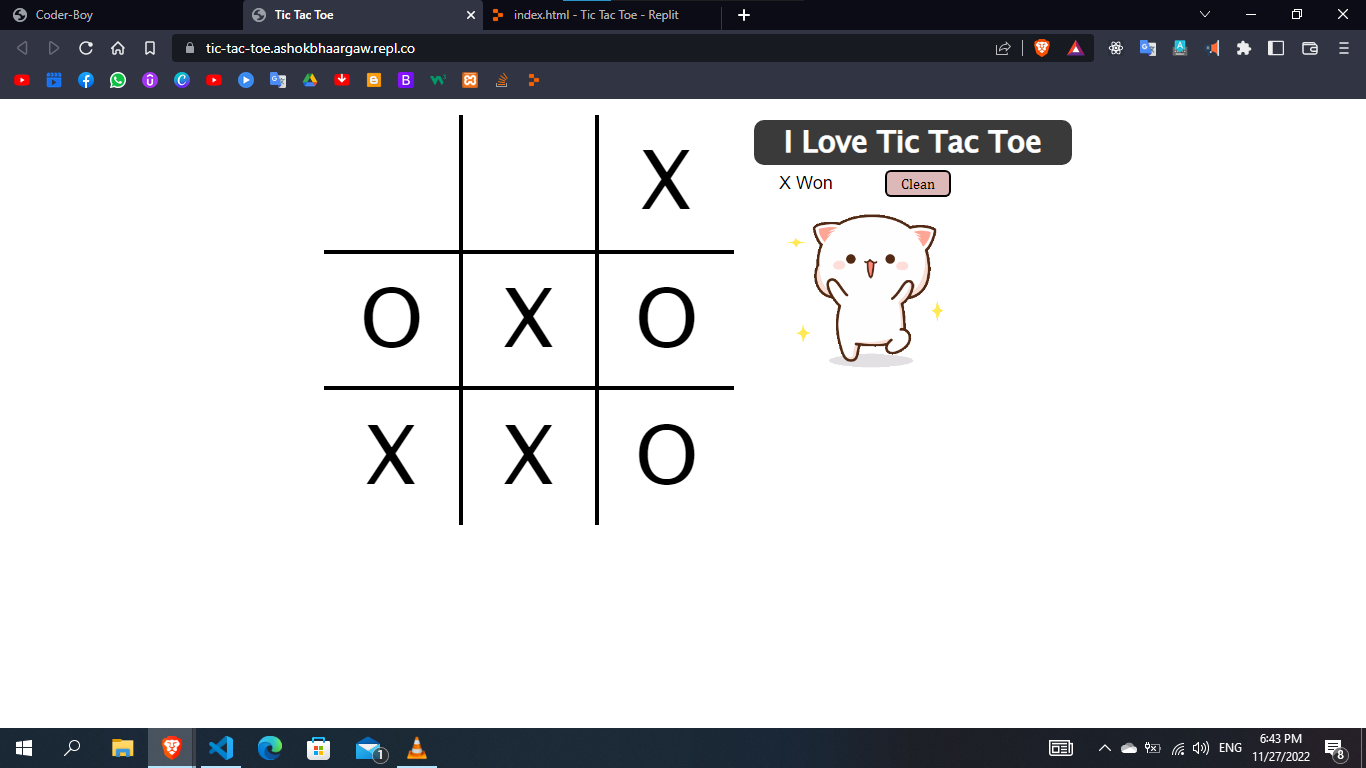 Coder-Boy
Tic Tac Toe
index.html - Tic Tac Toe - Replit
tic-tac-toe.ashokbhaargaw.repl.co
X
O X O
X X O
I Love Tic Tac Toe
X Won
Clean
ENG
6:43 PM
11/27/2022
1
8